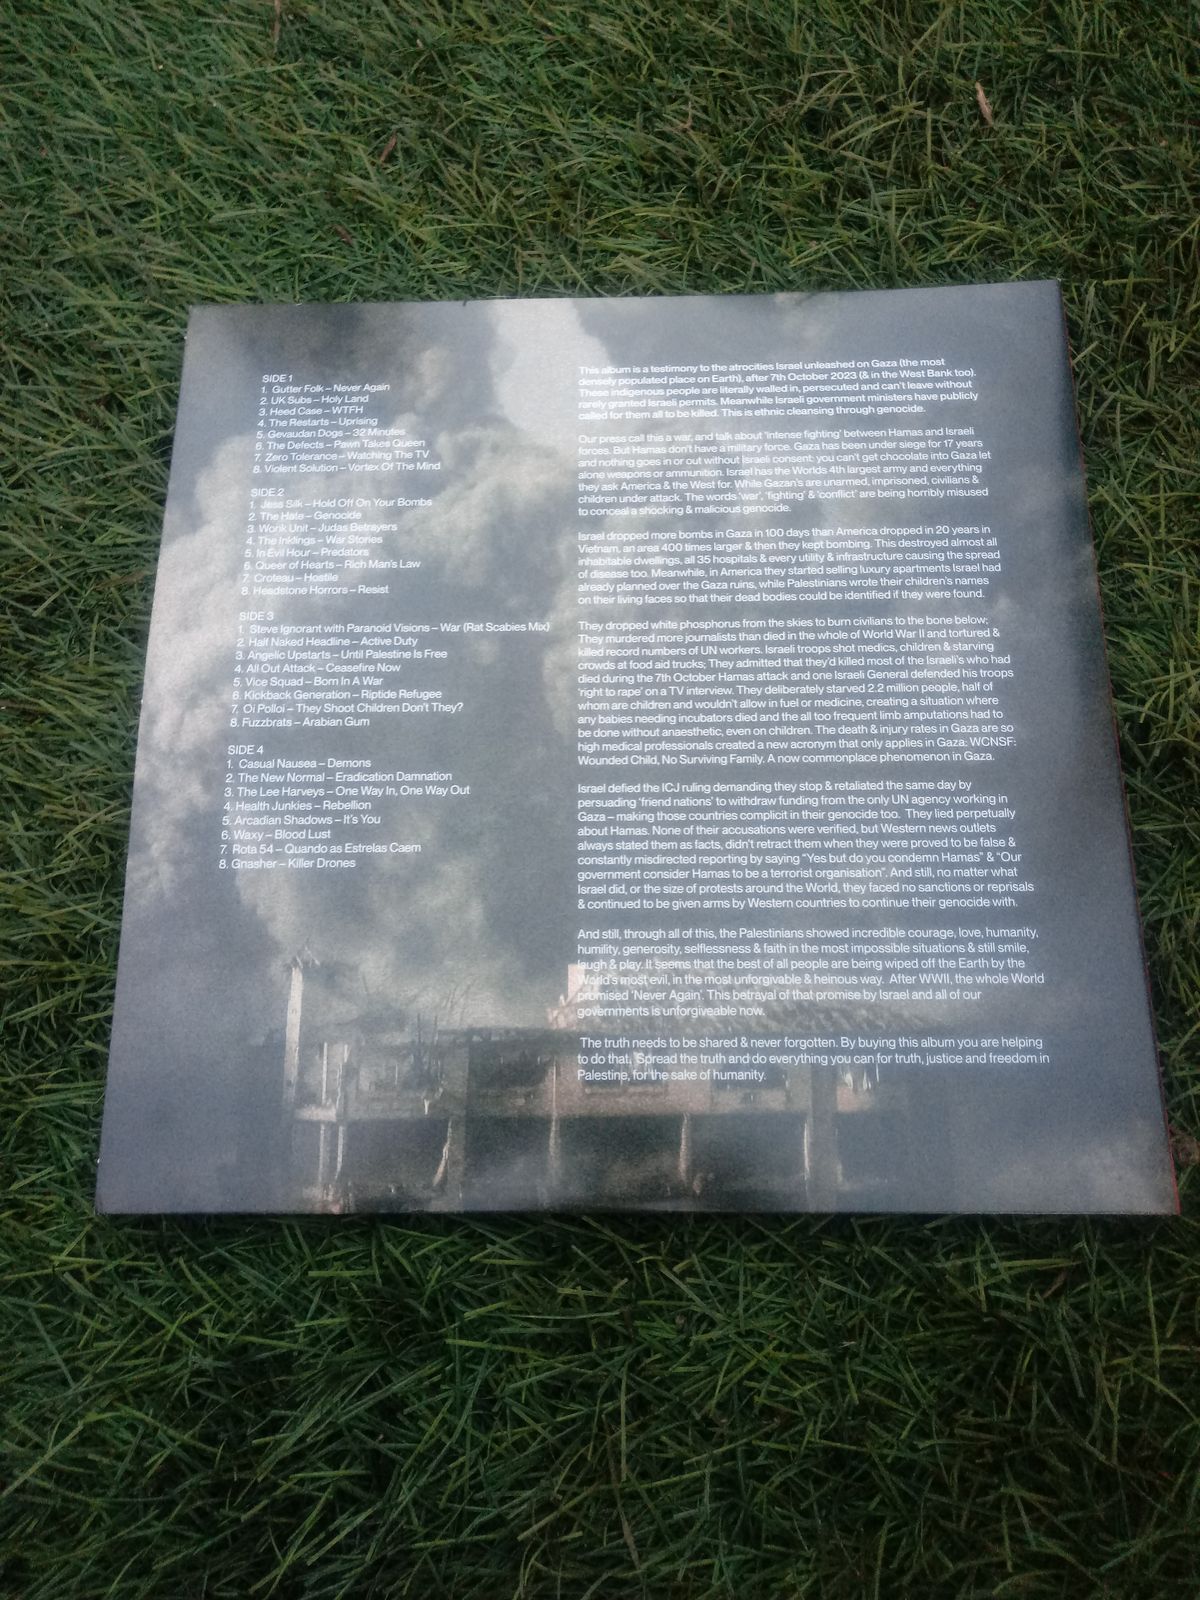 SIDE 1
1. Gutter Folk – Never Again
2. UK Subs – Holy Land
3. Heed Case – WTFH
4. The Restarts – Uprising
5. Gevaudan Dogs – 32 Minutes
6. The Defects – Pawn Takes Queen
7. Zero Tolerance – Watching The TV
8. Violent Solution – Vortex Of The Mind
SIDE 2
1. Jess Silk – Hold Off On Your Bombs
2. The Hate – Genocide
3. Wonk Unit – Judas Betrayers
4. The Inklings – War Stories
5. In Evil Hour – Predators
6. Queer of Hearts – Rich Man's Law
7. Croteau – Hostile
8. Headstone Horrors – Resist
SIDE 3
1. Steve Ignorant with Paranoid Visions – War (Rat Scabies Mix)
2. Half Naked Headline – Active Duty
3. Angelic Upstarts – Until Palestine Is Free
4. All Out Attack – Ceasefire Now
5. Vice Squad – Born In A War
6. Kickback Generation – Riptide Refugee
7. Oi Polloi – They Shoot Children Don't They?
8. Fuzzbrats – Arabian Gum
SIDE 4
1. Casual Nausea – Demons
2. The New Normal – Eradication Damnation
3. The Lee Harveys – One Way In, One Way Out
4. Health Junkies – Rebellion
5. Arcadian Shadows – It's You
6. Waxy – Blood Lust
7. Rota 54 – Quando as Estrelas Caem
8. Gnasher – Killer Drones
This album is a testimony to the atrocities Israel unleashed on Gaza (the most
densely populated place on Earth), after 7th October 2023 (& in the West Bank too).
These indigenous people are literally walled in, persecuted and can't leave without
rarely granted Israeli permits. Meanwhile Israeli government ministers have publicly
called for them all to be killed. This is ethnic cleansing through genocide.
Our press call this a war, and talk about 'intense fighting' between Hamas and Israeli
forces. But Hamas don't have a military force. Gaza has been under siege for 17 years
and nothing goes in or out without Israeli consent: you can't get chocolate into Gaza let
alone weapons or ammunition. Israel has the Worlds 4th largest army and everything
they ask America & the West for. While Gazan's are unarmed, imprisoned, civilians &
children under attack. The words 'war', 'fighting' & 'conflict' are being horribly misused
to conceal a shocking & malicious genocide.
Israel dropped more bombs in Gaza in 100 days than America dropped in 20 years in
Vietnam, an area 400 times larger & then they kept bombing. This destroyed almost all
inhabitable dwellings, all 35 hospitals & every utility & infrastructure causing the spread
of disease too. Meanwhile, in America they started selling luxury apartments Israel had
already planned over the Gaza ruins, while Palestinians wrote their children's names
on their living faces so that their dead bodies could be identified if they were found.
They dropped white phosphorus from the skies to burn civilians to the bone below;
They murdered more journalists than died in the whole of World War II and tortured &
killed record numbers of UN workers. Israeli troops shot medics, children & starving
crowds at food aid trucks; They admitted that they'd killed most of the Israeli's who had
died during the 7th October Hamas attack and one Israeli General defended his troops
'right to rape' on a TV interview. They deliberately starved 2.2 million people, half of
whom are children and wouldn't allow in fuel or medicine, creating a situation where
any babies needing incubators died and the all too frequent limb amputations had to
be done without anaesthetic, even on children. The death & injury rates in Gaza are so
high medical professionals created a new acronym that only applies in Gaza: WCNSF:
Wounded Child, No Surviving Family. A now commonplace phenomenon in Gaza.
Israel defied the ICJ ruling demanding they stop & retaliated the same day by
persuading 'friend nations' to withdraw funding from the only UN agency working in
Gaza – making those countries complicit in their genocide too. They lied perpetually
about Hamas. None of their accusations were verified, but Western news outlets
always stated them as facts, didn't retract them when they were proved to be false &
constantly misdirected reporting by saying "Yes but do you condemn Hamas" & "Our
government consider Hamas to be a terrorist organisation". And still, no matter what
Israel did, or the size of protests around the World, they faced no sanctions or reprisals
& continued to be given arms by Western countries to continue their genocide with.
And still, through all of this, the Palestinians showed incredible courage, love, humanity,
humility, generosity, selflessness & faith in the most impossible situations & still smile,
laugh & play. It seems that the best of all people are being wiped off the Earth by the
World's most evil, in the most unforgivable & heinous way. After WWII, the whole World
promised 'Never Again'. This betrayal of that promise by Israel and all of our
governments is unforgiveable now.
The truth needs to be shared & never forgotten. By buying this album you are helping
to do that. Spread the truth and do everything you can for truth, justice and freedom in
Palestine, for the sake of humanity.